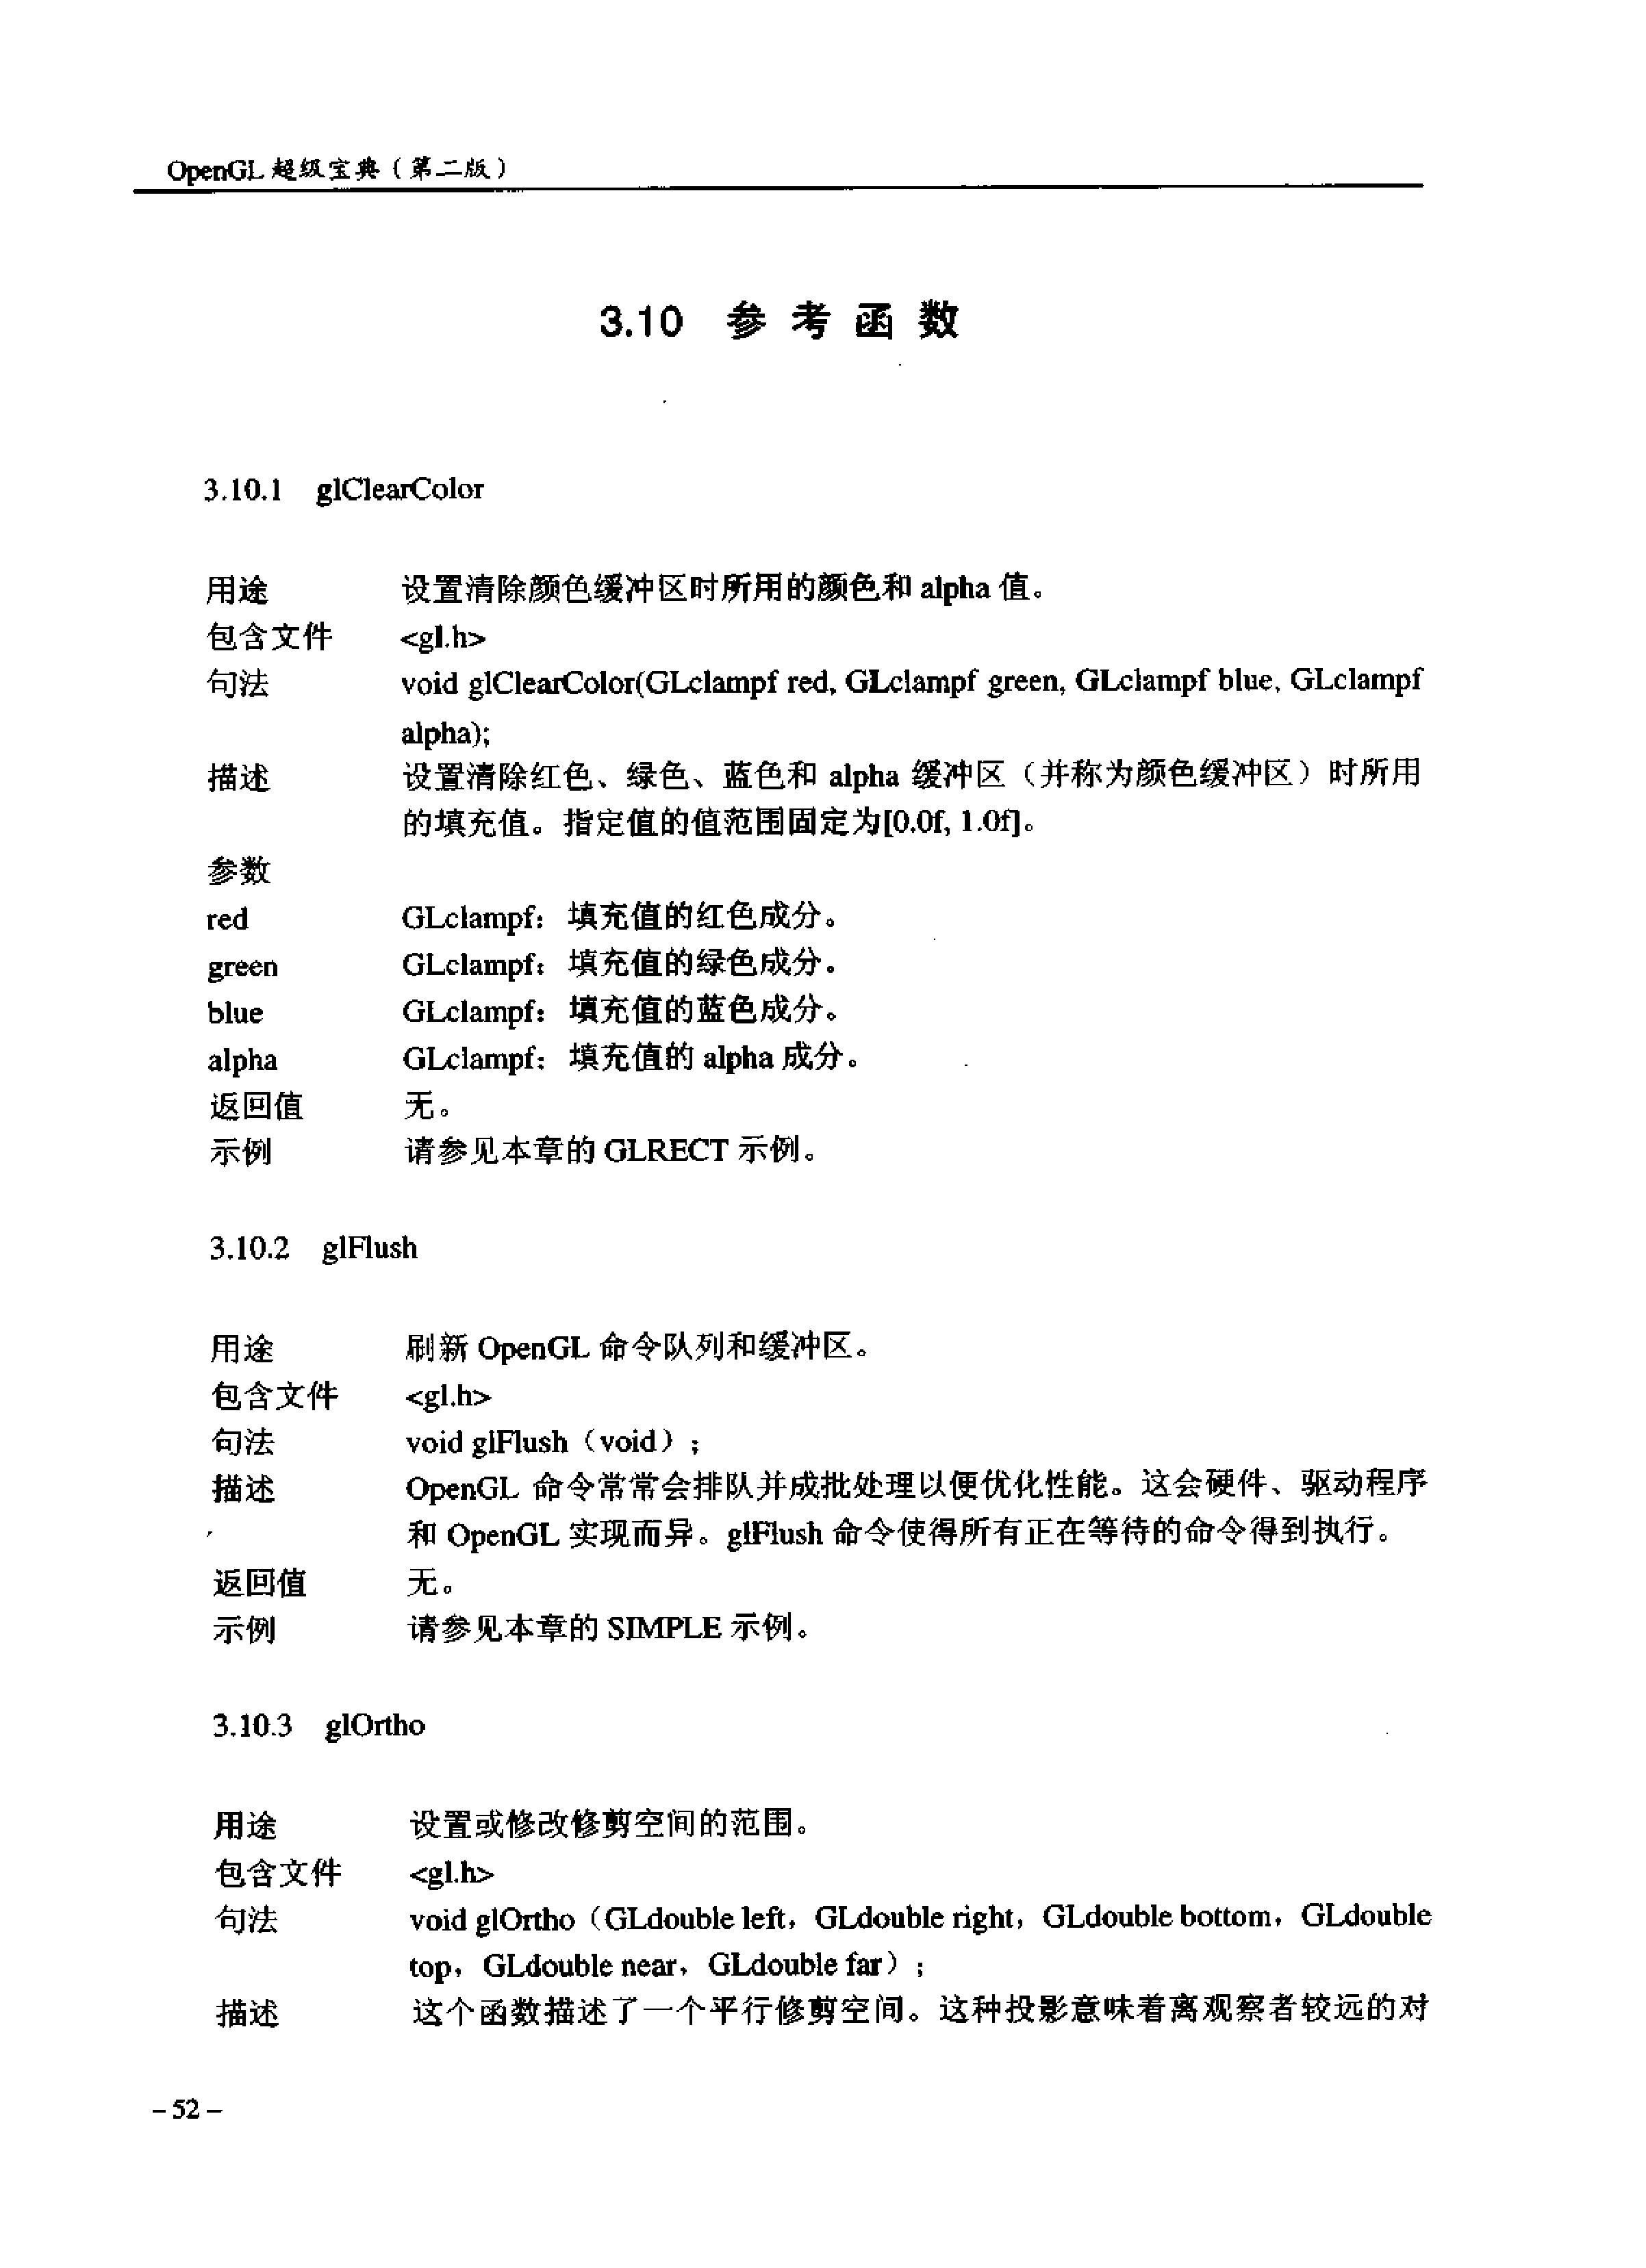 OpenGL 超级宝典（第二版）
3.10 参考函数
3.10.1 glClearColor
用途 设置清除颜色缓冲区时所用的颜色和 alpha 值。
包含文件 <gl.h>
句法 void glClearColor(GLclampf red, GLclampf green, GLclampf blue, GLclampf
alpha);
描述 设置清除红色、绿色、蓝色和 alpha 缓冲区（并称为颜色缓冲区）时所用
的填充值。指定值的值范围固定为[0.0f, 1.0f]。
参数
red GLclampf：填充值的红色成分。
green GLclampf：填充值的绿色成分。
blue GLclampf：填充值的蓝色成分。
alpha GLclampf：填充值的 alpha 成分。
返回值 无。
示例 请参见本章的 GLRECT 示例。
3.10.2 glFlush
用途 刷新 OpenGL 命令队列和缓冲区。
包含文件 <gl.h>
句法 void glFlush（void）;
描述 OpenGL 命令常常会排队并成批处理以便优化性能。这会硬件、驱动程序
和 OpenGL 实现而异。glFlush 命令使得所有正在等待的命令得到执行。
返回值 无。
示例 请参见本章的 SIMPLE 示例。
3.10.3 glOrtho
用途 设置或修改修剪空间的范围。
包含文件 <gl.h>
句法 void glOrtho（GLdouble left，GLdouble right，GLdouble bottom，GLdouble
top，GLdouble near，GLdouble far）;
描述 这个函数描述了一个平行修剪空间。这种投影意味着离观察者较远的对
– 52 –